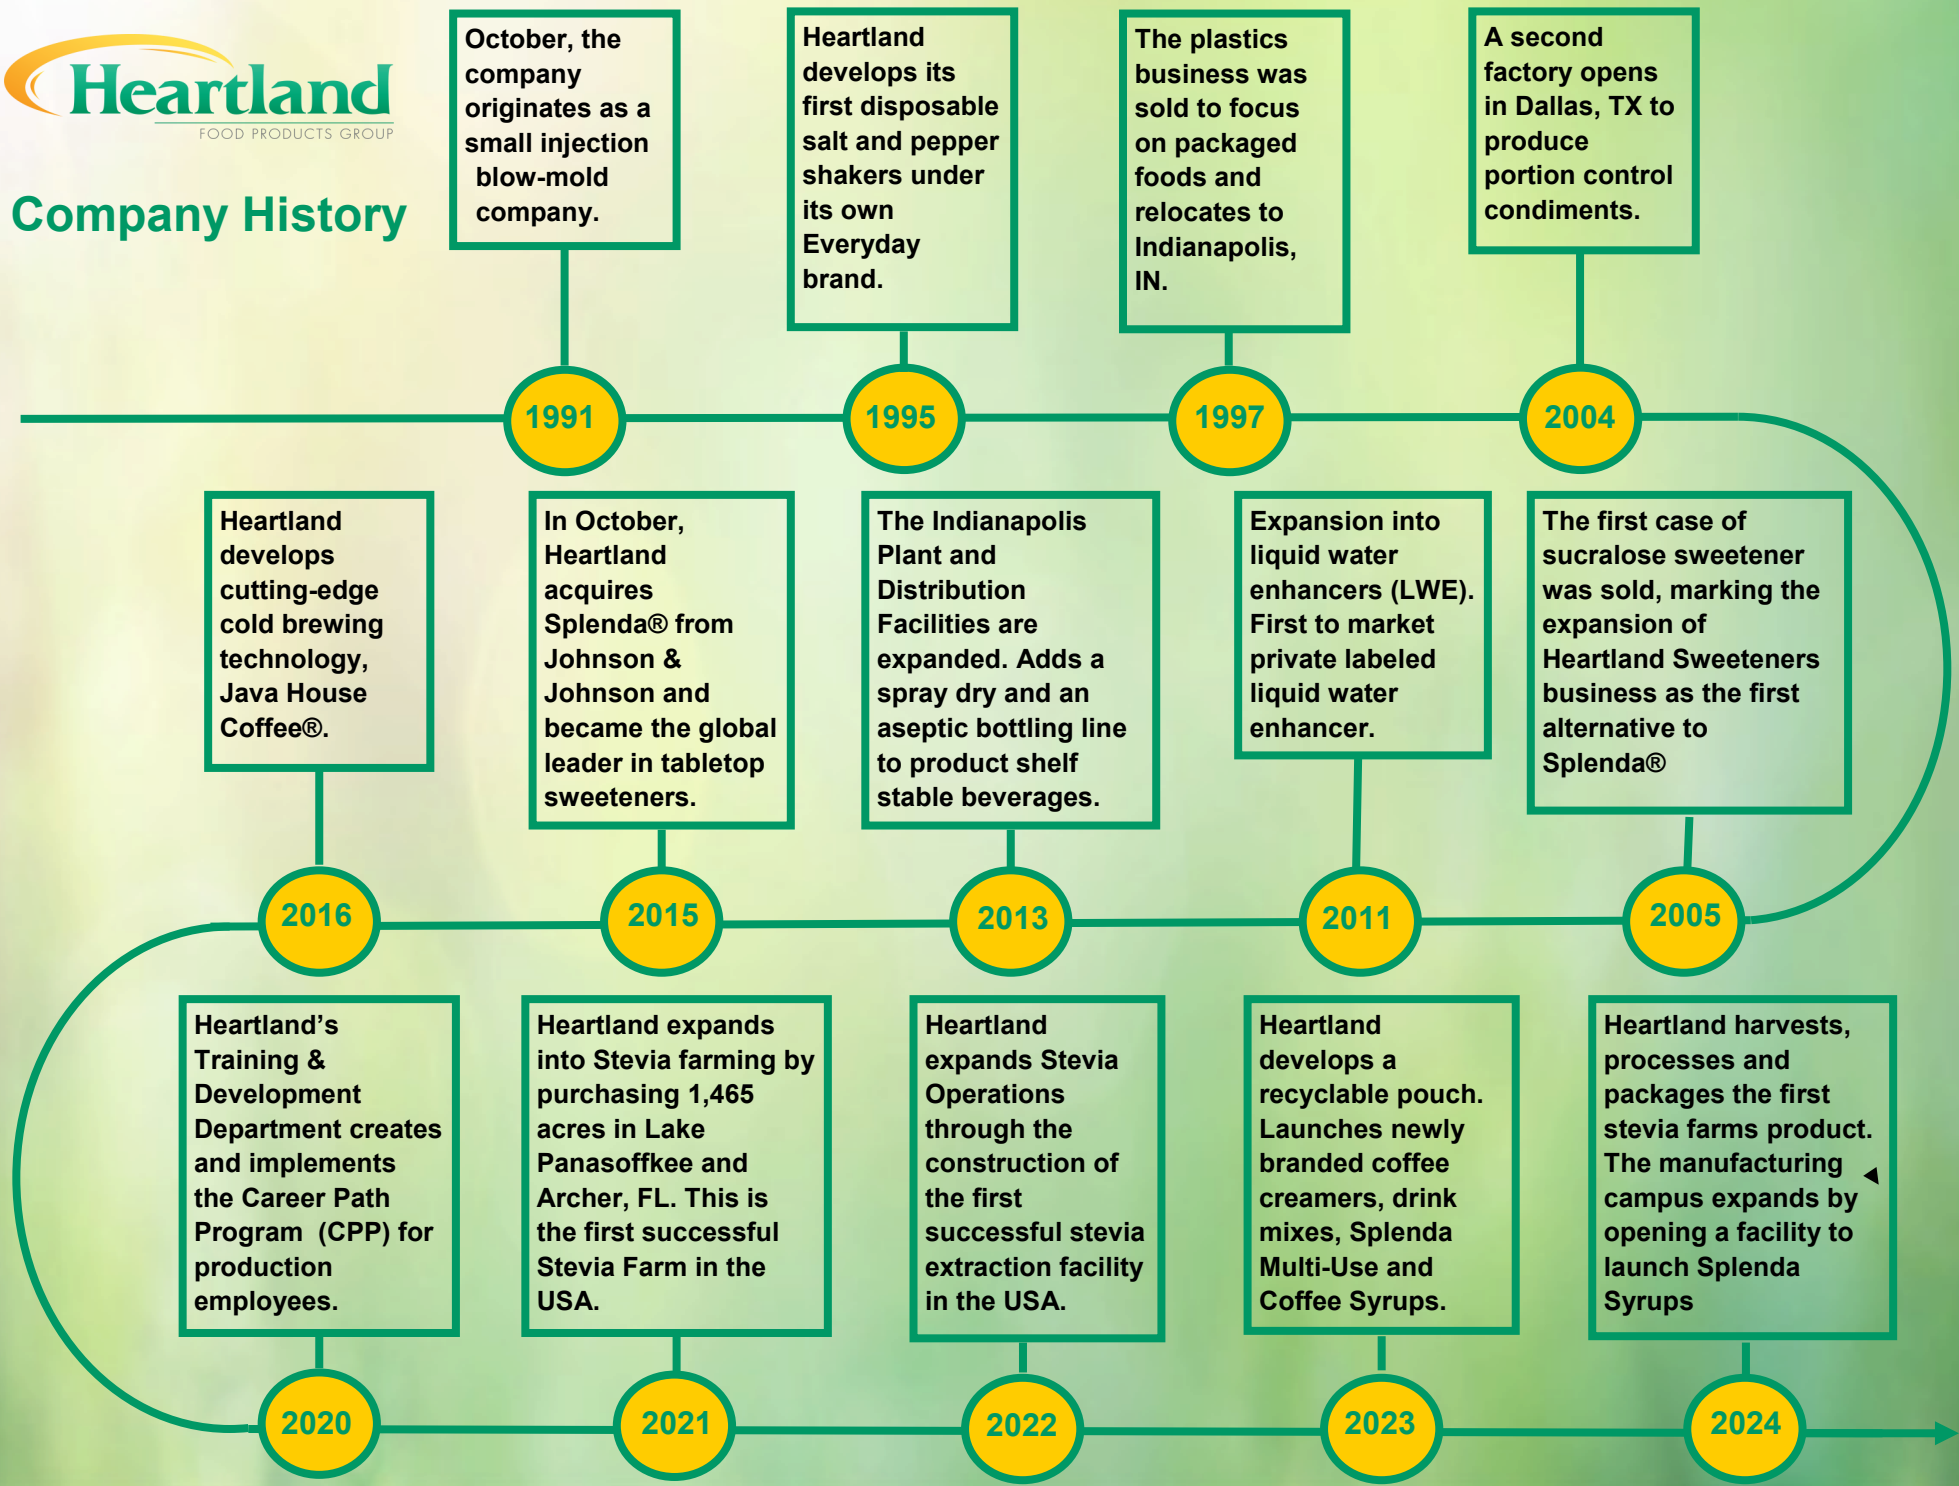 Heartland
FOOD PRODUCTS GROUP
Company History
October, the
company
originates as a
small injection
blow-mold
company.
1991
Heartland
develops its
first disposable
salt and pepper
shakers under
its own
Everyday
brand.
1995
The plastics
business was
sold to focus
on packaged
foods and
relocates to
Indianapolis,
IN.
1997
A second
factory opens
in Dallas, TX to
produce
portion control
condiments.
2004
The first case of
sucralose sweetener
was sold, marking the
expansion of
Heartland Sweeteners
business as the first
alternative to
Splenda®
2005
Expansion into
liquid water
enhancers (LWE).
First to market
private labeled
liquid water
enhancer.
2011
The Indianapolis
Plant and
Distribution
Facilities are
expanded. Adds a
spray dry and an
aseptic bottling line
to product shelf
stable beverages.
2013
In October,
Heartland
acquires
Splenda® from
Johnson &
Johnson and
became the global
leader in tabletop
sweeteners.
2015
Heartland
develops
cutting-edge
cold brewing
technology,
Java House
Coffee®.
2016
Heartland’s
Training &
Development
Department creates
and implements
the Career Path
Program (CPP) for
production
employees.
2020
Heartland expands
into Stevia farming by
purchasing 1,465
acres in Lake
Panasoffkee and
Archer, FL. This is
the first successful
Stevia Farm in the
USA.
2021
Heartland
expands Stevia
Operations
through the
construction of
the first
successful stevia
extraction facility
in the USA.
2022
Heartland
develops a
recyclable pouch.
Launches newly
branded coffee
creamers, drink
mixes, Splenda
Multi-Use and
Coffee Syrups.
2023
Heartland harvests,
processes and
packages the first
stevia farms product.
The manufacturing
campus expands by
opening a facility to
launch Splenda
Syrups
2024